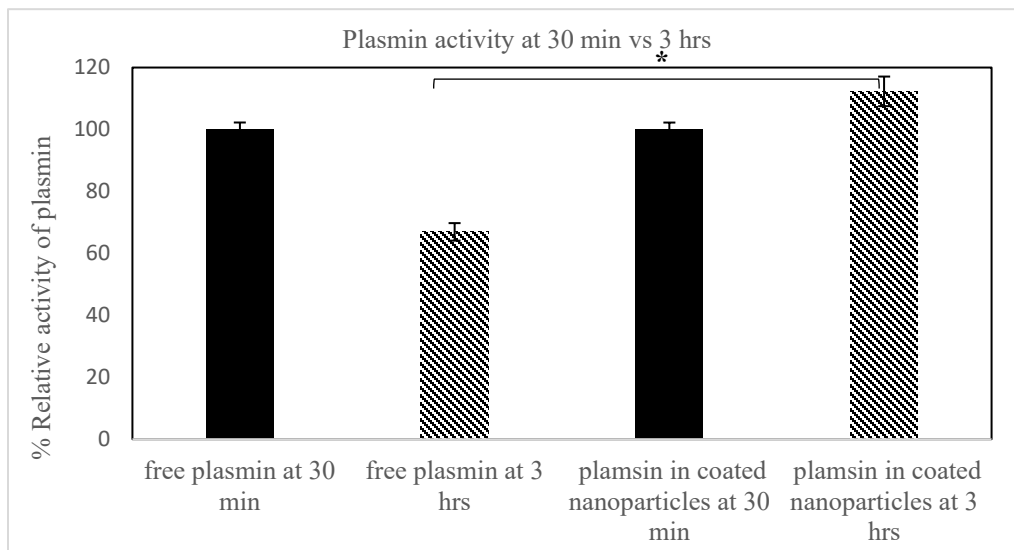 Plasmin activity at 30 min vs 3 hrs
*
% Relative activity of plasmin
120
100
80
60
40
20
0
free plasmin at 30
min
free plasmin at 3
hrs
plamsin in coated
nanoparticles at 30
min
plamsin in coated
nanoparticles at 3
hrs